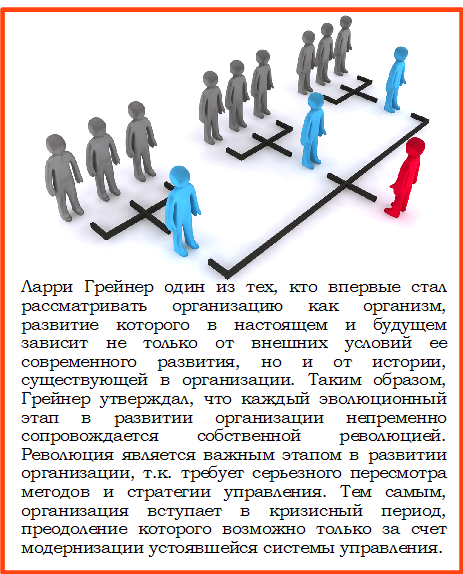 Ларри Грейнер один из тех, кто впервые стал
рассматривать организацию как организм,
развитие которого в настоящем и будущем
зависит не только от внешних условий ее
современного развития, но и от истории,
существующей в организации. Таким образом,
Грейнер утверждал, что каждый эволюционный
этап в развитии организации непременно
сопровождается собственной революцией.
Революция является важным этапом в развитии
организации, т.к. требует серьезного пересмотра
методов и стратегии управления. Тем самым,
организация вступает в кризисный период,
преодоление которого возможно только за счет
модернизации устоявшейся системы управления.